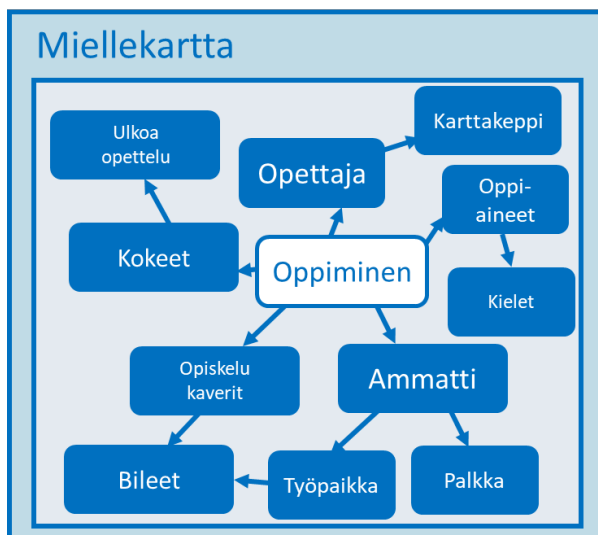 Miellekartta
Karttakeppi
Ulkoa
opettelu
Opettaja
Oppi-
aineet
Kokeet
Oppiminen
Kielet
Opiskelu
kaverit
Ammatti
Bileet
Työpaikka
Palkka